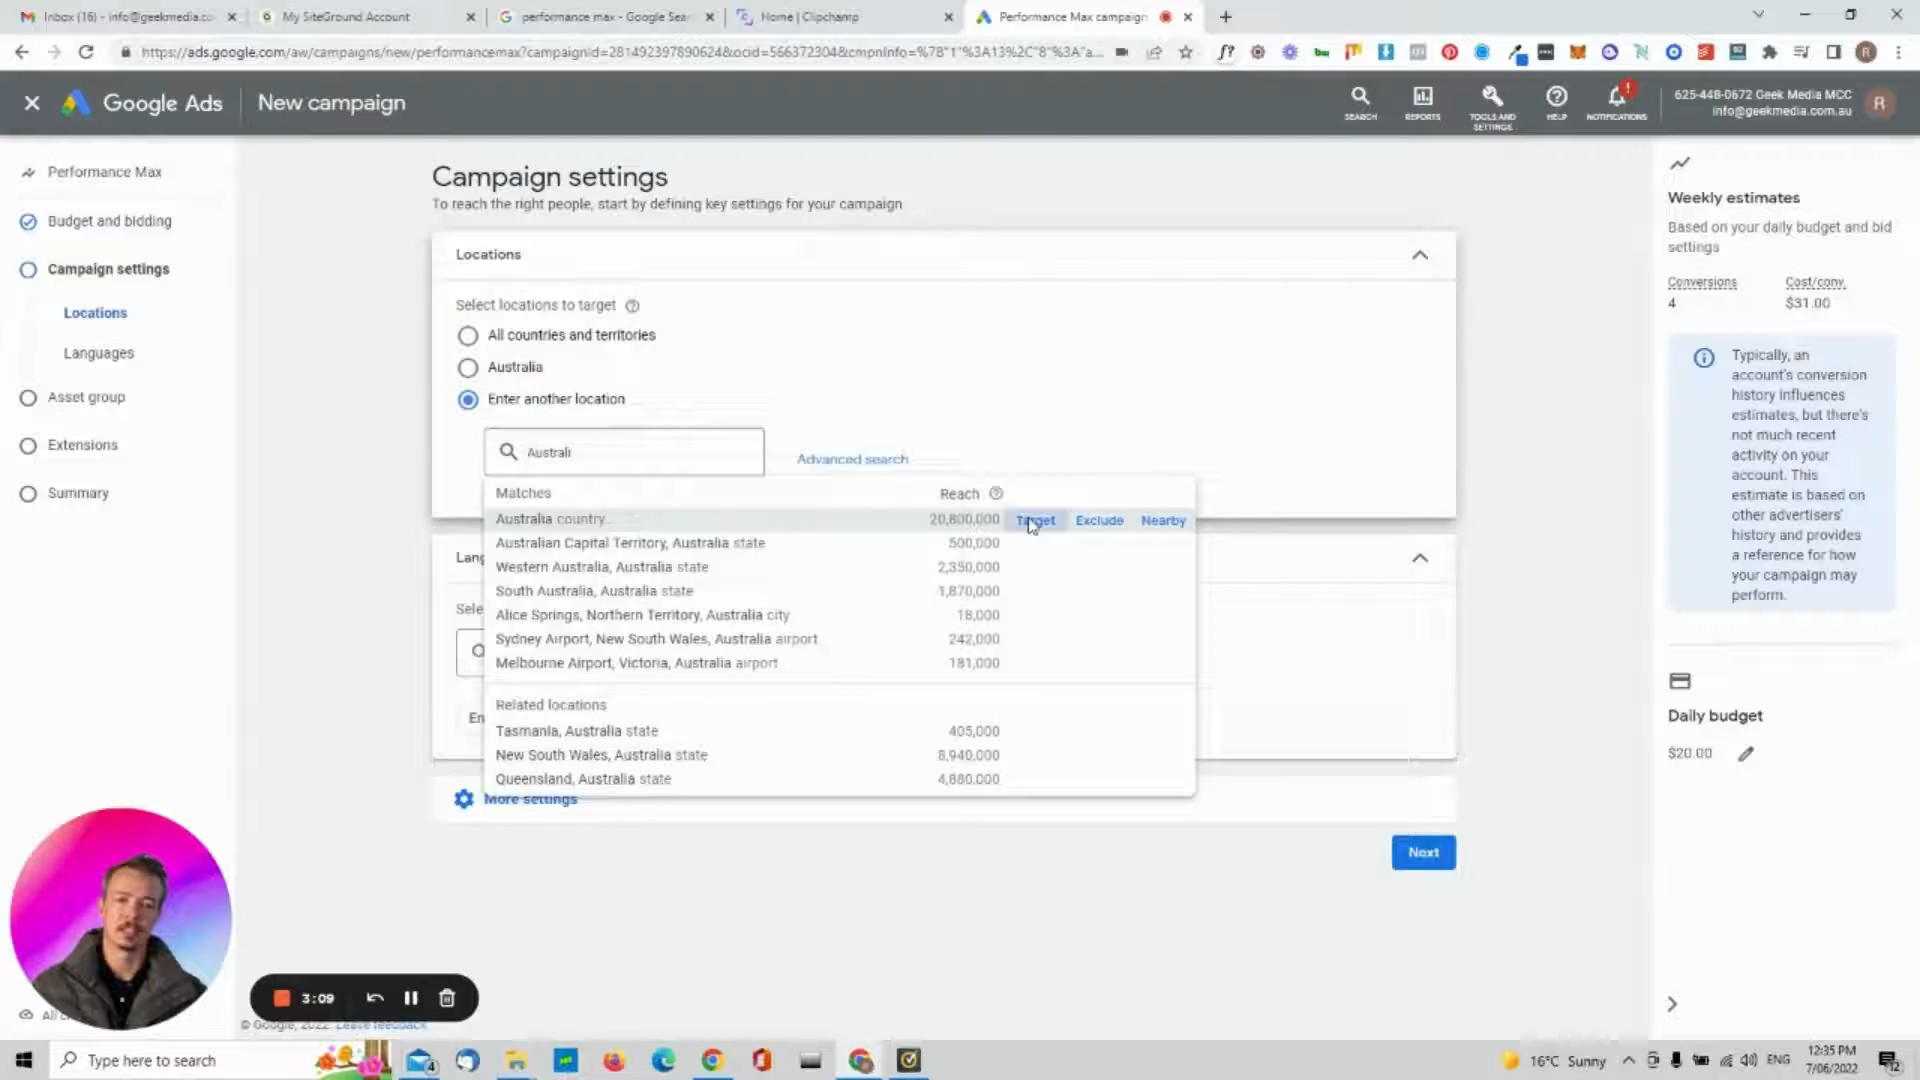 Inbox (16) - info@geekmedia.co
My SiteGround Account
performance max - Google Sea
Home | Clipchamp
Performance Max campaign
https://ads.google.com/aw/campaigns/new/performancemax?campaignId=281492397890624&ocid=566372304&cmpnInfo=%7B"1"%3A13%2C"8"%3A"a...
Google Ads
New campaign
SEARCH
REPORTS
TOOLS AND SETTINGS
HELP
NOTIFICATIONS
625-448-0672 Geek Media MCC
info@geekmedia.com.au
R
Performance Max
Budget and bidding
Campaign settings
Locations
Languages
Asset group
Extensions
Summary
Campaign settings
To reach the right people, start by defining key settings for your campaign
Locations
Select locations to target
All countries and territories
Australia
Enter another location
Australi
Advanced search
Matches
Reach
Australia country
20,800,000
Target
Exclude
Nearby
Australian Capital Territory, Australia state
500,000
Western Australia, Australia state
2,350,000
South Australia, Australia state
1,870,000
Alice Springs, Northern Territory, Australia city
18,000
Sydney Airport, New South Wales, Australia airport
242,000
Melbourne Airport, Victoria, Australia airport
181,000
Related locations
Tasmania, Australia state
405,000
New South Wales, Australia state
8,940,000
Queensland, Australia state
4,880,000
Lang
Sele
En
More settings
Next
Weekly estimates
Based on your daily budget and bid
settings
Conversions
Cost/conv.
4
$31.00
Typically, an
account's conversion
history influences
estimates, but there's
not much recent
activity on your
account. This
estimate is based on
other advertisers'
history and provides
a reference for how
your campaign may
perform.
Daily budget
$20.00
3:09
© Google, 2022. Leave feedback
Type here to search
4
16°C Sunny
ENG
12:35 PM
7/06/2022
12